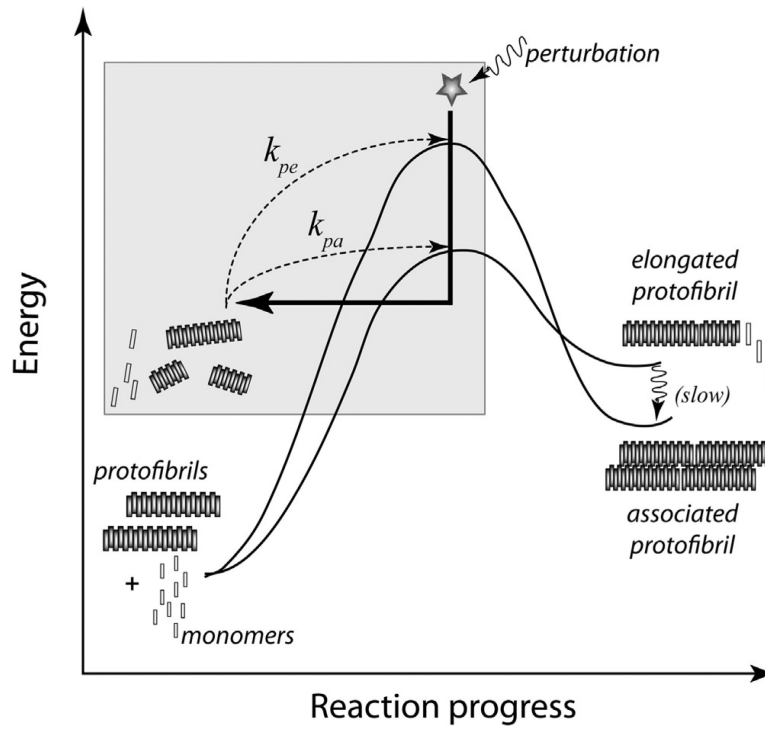 perturbation
k_pe
k_pa
elongated
protofibril
(slow)
associated
protofibril
protofibrils
+
monomers
Energy
Reaction progress